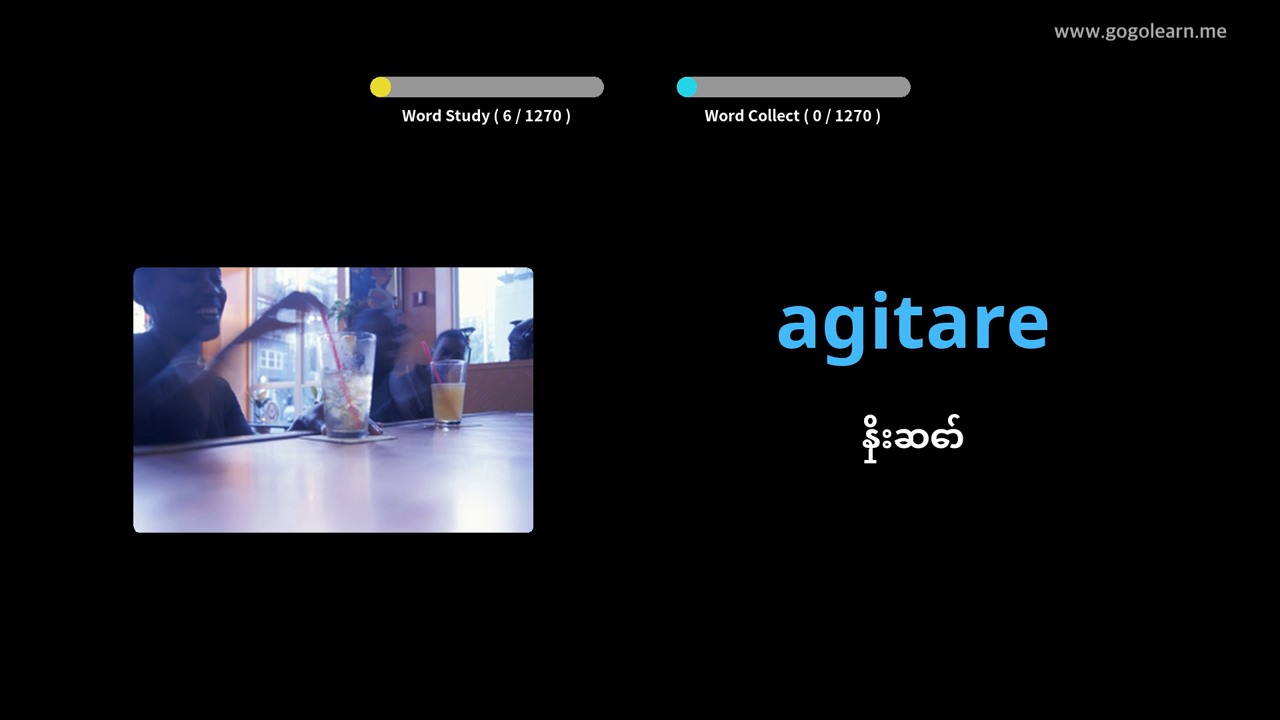 www.gogolearn.me
Word Study ( 6 / 1270 )
Word Collect ( 0 / 1270 )
agitare
နှိုးဆော်